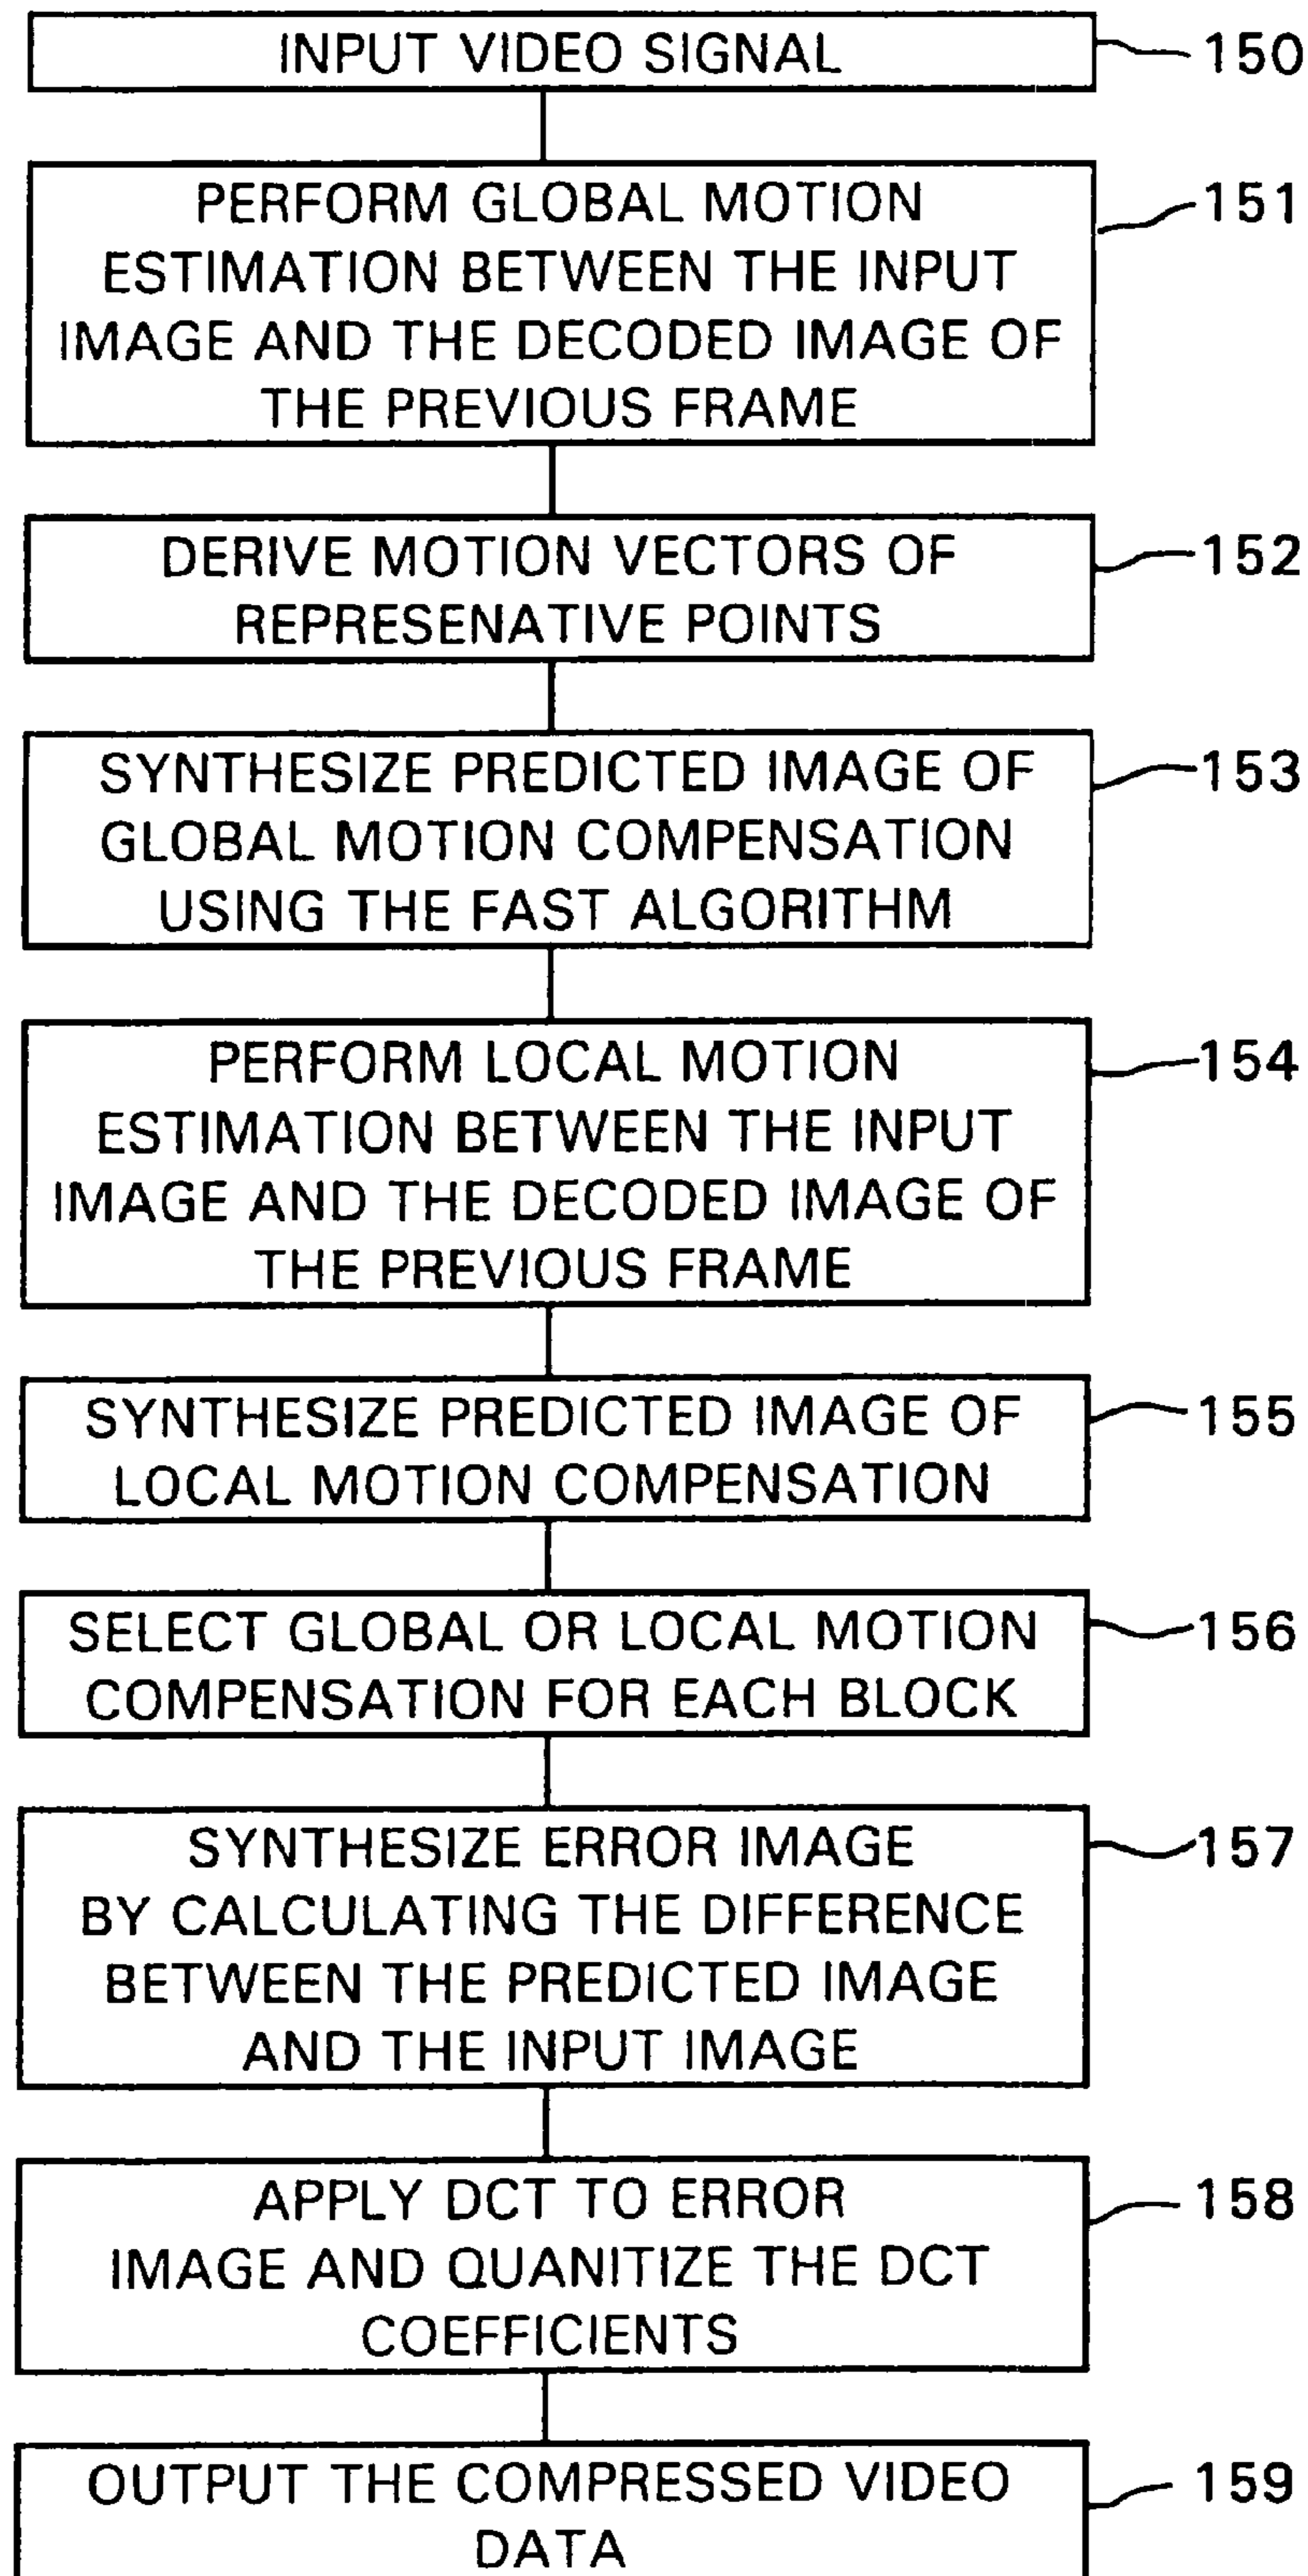 INPUT VIDEO SIGNAL
150
PERFORM GLOBAL MOTION
ESTIMATION BETWEEN THE INPUT
IMAGE AND THE DECODED IMAGE OF
THE PREVIOUS FRAME
151
DERIVE MOTION VECTORS OF
REPRESENATIVE POINTS
152
SYNTHESIZE PREDICTED IMAGE OF
GLOBAL MOTION COMPENSATION
USING THE FAST ALGORITHM
153
PERFORM LOCAL MOTION
ESTIMATION BETWEEN THE INPUT
IMAGE AND THE DECODED IMAGE OF
THE PREVIOUS FRAME
154
SYNTHESIZE PREDICTED IMAGE OF
LOCAL MOTION COMPENSATION
155
SELECT GLOBAL OR LOCAL MOTION
COMPENSATION FOR EACH BLOCK
156
SYNTHESIZE ERROR IMAGE
BY CALCULATING THE DIFFERENCE
BETWEEN THE PREDICTED IMAGE
AND THE INPUT IMAGE
157
APPLY DCT TO ERROR
IMAGE AND QUANITIZE THE DCT
COEFFICIENTS
158
OUTPUT THE COMPRESSED VIDEO
DATA
159